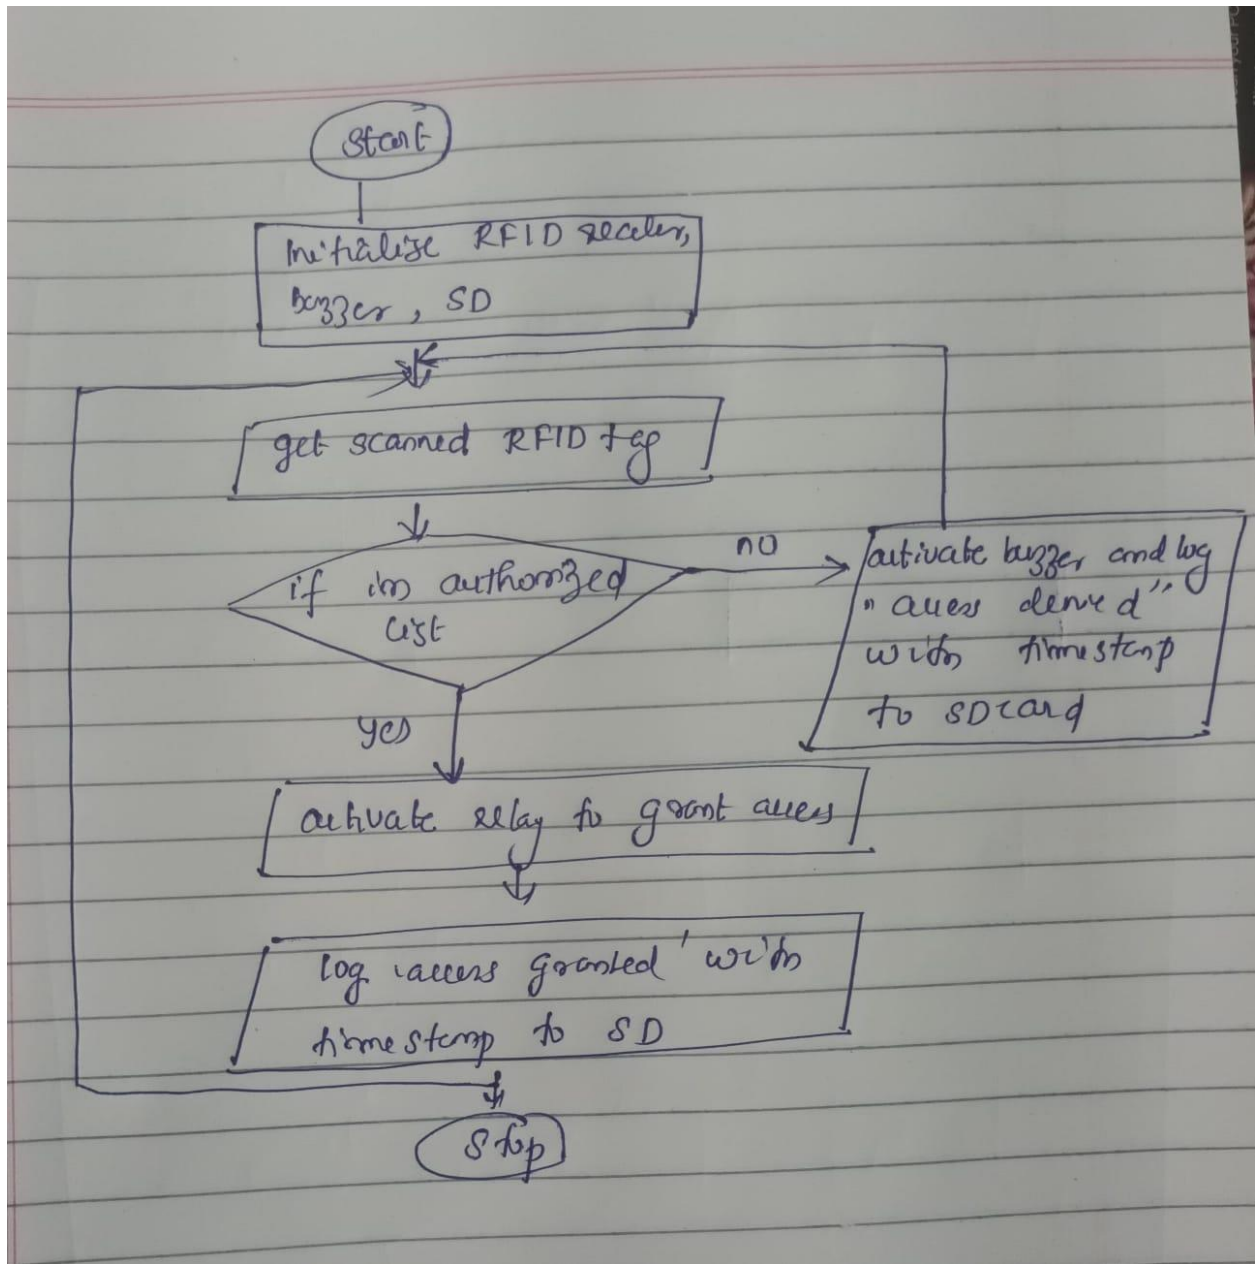 Start
Initialize RFID reader,
buzzer, SD
get scanned RFID tag
if in authorized
list
no
activate buzzer and log
"access denied"
with timestamp
to SDcard
yes
activate relay to grant access
log 'access granted' with
timestamp to SD
Stop